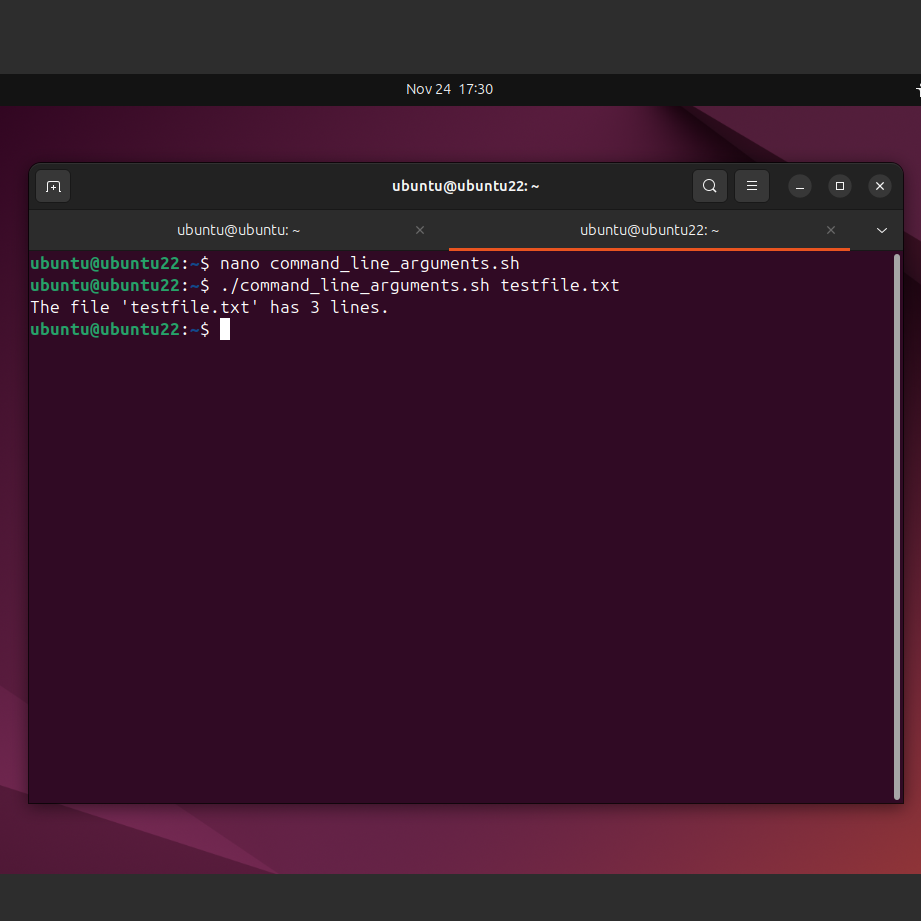 Nov 24 17:30
ubuntu@ubuntu22: ~
ubuntu@ubuntu: ~
ubuntu@ubuntu22: ~
ubuntu@ubuntu22:~$ nano command_line_arguments.sh
ubuntu@ubuntu22:~$ ./command_line_arguments.sh testfile.txt
The file 'testfile.txt' has 3 lines.
ubuntu@ubuntu22:~$